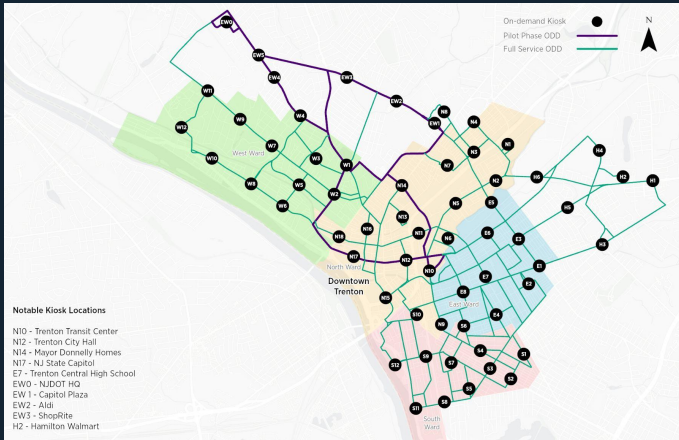 On-demand Kiosk
Pilot Phase ODD
Full Service ODD
N
EW0
EW5
EW4
EW3
EW2
EW1
N8
N4
N3
N1
N7
N2
W11
W9
W4
W12
W7
W10
West Ward
W3
W1
W8
W5
W2
W6
N14
N13
N5
N16
N11
N18
N6
N17
N12
N10
North Ward
Downtown
Trenton
N15
H4
H6
H2
H1
H5
H3
E5
E6
E3
E1
E7
E2
E8
East Ward
E4
S10
N9
S6
S9
S4
S1
S12
S7
S3
S2
S5
S8
S11
South
Ward
Notable Kiosk Locations
N10 - Trenton Transit Center
N12 - Trenton City Hall
N14 - Mayor Donnelly Homes
N17 - NJ State Capitol
E7 - Trenton Central High School
EW0 - NJDOT HQ
EW 1 - Capitol Plaza
EW2 - Aldi
EW3 - ShopRite
H2 - Hamilton Walmart